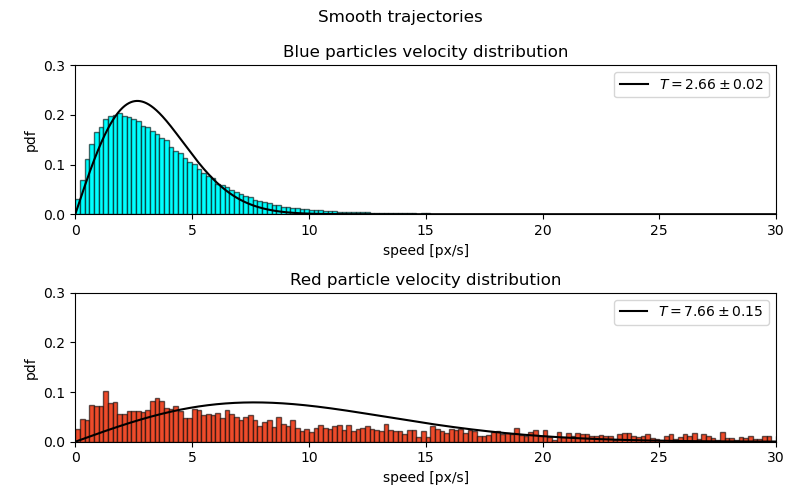 Smooth trajectories
Blue particles velocity distribution
0.3
0.2
0.1
0.0
pdf
T = 2.66 ± 0.02
0 5 10 15 20 25 30
speed [px/s]
Red particle velocity distribution
0.3
0.2
0.1
0.0
pdf
T = 7.66 ± 0.15
0 5 10 15 20 25 30
speed [px/s]